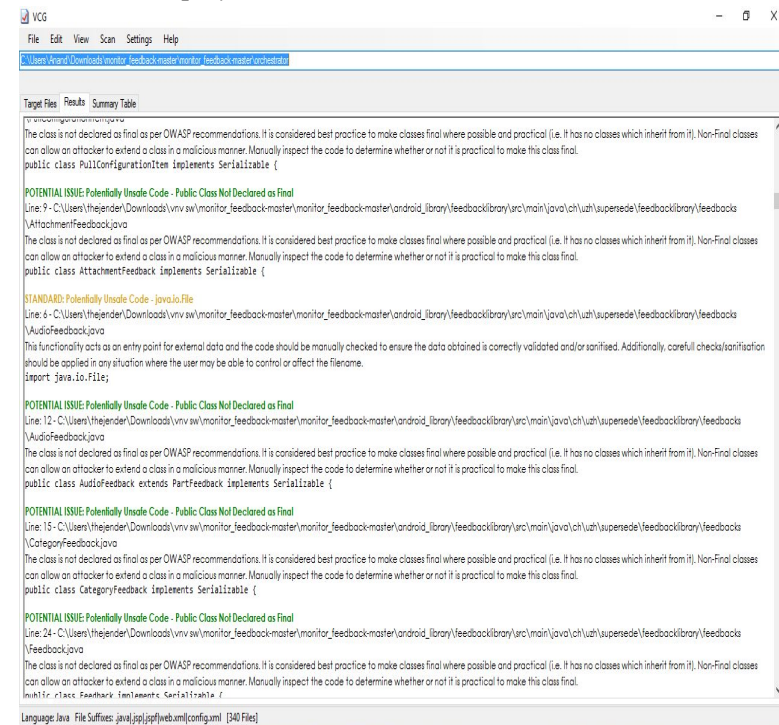 VCG
File Edit View Scan Settings Help
C:\Users\Anand\Downloads\monitor_feedback-master\monitor_feedback-master\orchestrator
Target Files Results Summary Table
\PullConfigurationItem.java
The class is not declared as final as per OWASP recommendations. It is considered best practice to make classes final where possible and practical (i.e. It has no classes which inherit from it). Non-Final classes
can allow an attacker to extend a class in a malicious manner. Manually inspect the code to determine whether or not it is practical to make this class final.
public class PullConfigurationItem implements Serializable {
POTENTIAL ISSUE: Potentially Unsafe Code - Public Class Not Declared as Final
Line: 9 - C:\Users\thejender\Downloads\vnv sw\monitor_feedback-master\monitor_feedback-master\android_library\feedbacklibrary\src\main\java\ch\uzh\supersede\feedbacklibrary\feedbacks
\AttachmentFeedback.java
The class is not declared as final as per OWASP recommendations. It is considered best practice to make classes final where possible and practical (i.e. It has no classes which inherit from it). Non-Final classes
can allow an attacker to extend a class in a malicious manner. Manually inspect the code to determine whether or not it is practical to make this class final.
public class AttachmentFeedback implements Serializable {
STANDARD: Potentially Unsafe Code - java.io.File
Line: 6 - C:\Users\thejender\Downloads\vnv sw\monitor_feedback-master\monitor_feedback-master\android_library\feedbacklibrary\src\main\java\ch\uzh\supersede\feedbacklibrary\feedbacks
\AudioFeedback.java
This functionality acts as an entry point for external data and the code should be manually checked to ensure the data obtained is correctly validated and/or sanitised. Additionally, carefull checks/sanitisation
should be applied in any situation where the user may be able to control or affect the filename.
import java.io.File;
POTENTIAL ISSUE: Potentially Unsafe Code - Public Class Not Declared as Final
Line: 12 - C:\Users\thejender\Downloads\vnv sw\monitor_feedback-master\monitor_feedback-master\android_library\feedbacklibrary\src\main\java\ch\uzh\supersede\feedbacklibrary\feedbacks
\AudioFeedback.java
The class is not declared as final as per OWASP recommendations. It is considered best practice to make classes final where possible and practical (i.e. It has no classes which inherit from it). Non-Final classes
can allow an attacker to extend a class in a malicious manner. Manually inspect the code to determine whether or not it is practical to make this class final.
public class AudioFeedback extends PartFeedback implements Serializable {
POTENTIAL ISSUE: Potentially Unsafe Code - Public Class Not Declared as Final
Line: 15 - C:\Users\thejender\Downloads\vnv sw\monitor_feedback-master\monitor_feedback-master\android_library\feedbacklibrary\src\main\java\ch\uzh\supersede\feedbacklibrary\feedbacks
\CategoryFeedback.java
The class is not declared as final as per OWASP recommendations. It is considered best practice to make classes final where possible and practical (i.e. It has no classes which inherit from it). Non-Final classes
can allow an attacker to extend a class in a malicious manner. Manually inspect the code to determine whether or not it is practical to make this class final.
public class CategoryFeedback implements Serializable {
POTENTIAL ISSUE: Potentially Unsafe Code - Public Class Not Declared as Final
Line: 24 - C:\Users\thejender\Downloads\vnv sw\monitor_feedback-master\monitor_feedback-master\android_library\feedbacklibrary\src\main\java\ch\uzh\supersede\feedbacklibrary\feedbacks
\Feedback.java
The class is not declared as final as per OWASP recommendations. It is considered best practice to make classes final where possible and practical (i.e. It has no classes which inherit from it). Non-Final classes
can allow an attacker to extend a class in a malicious manner. Manually inspect the code to determine whether or not it is practical to make this class final.
public class Feedback implements Serializable {
Language: Java File Suffixes: .java|.jsp|.jspf|web.xml|config.xml [340 Files]